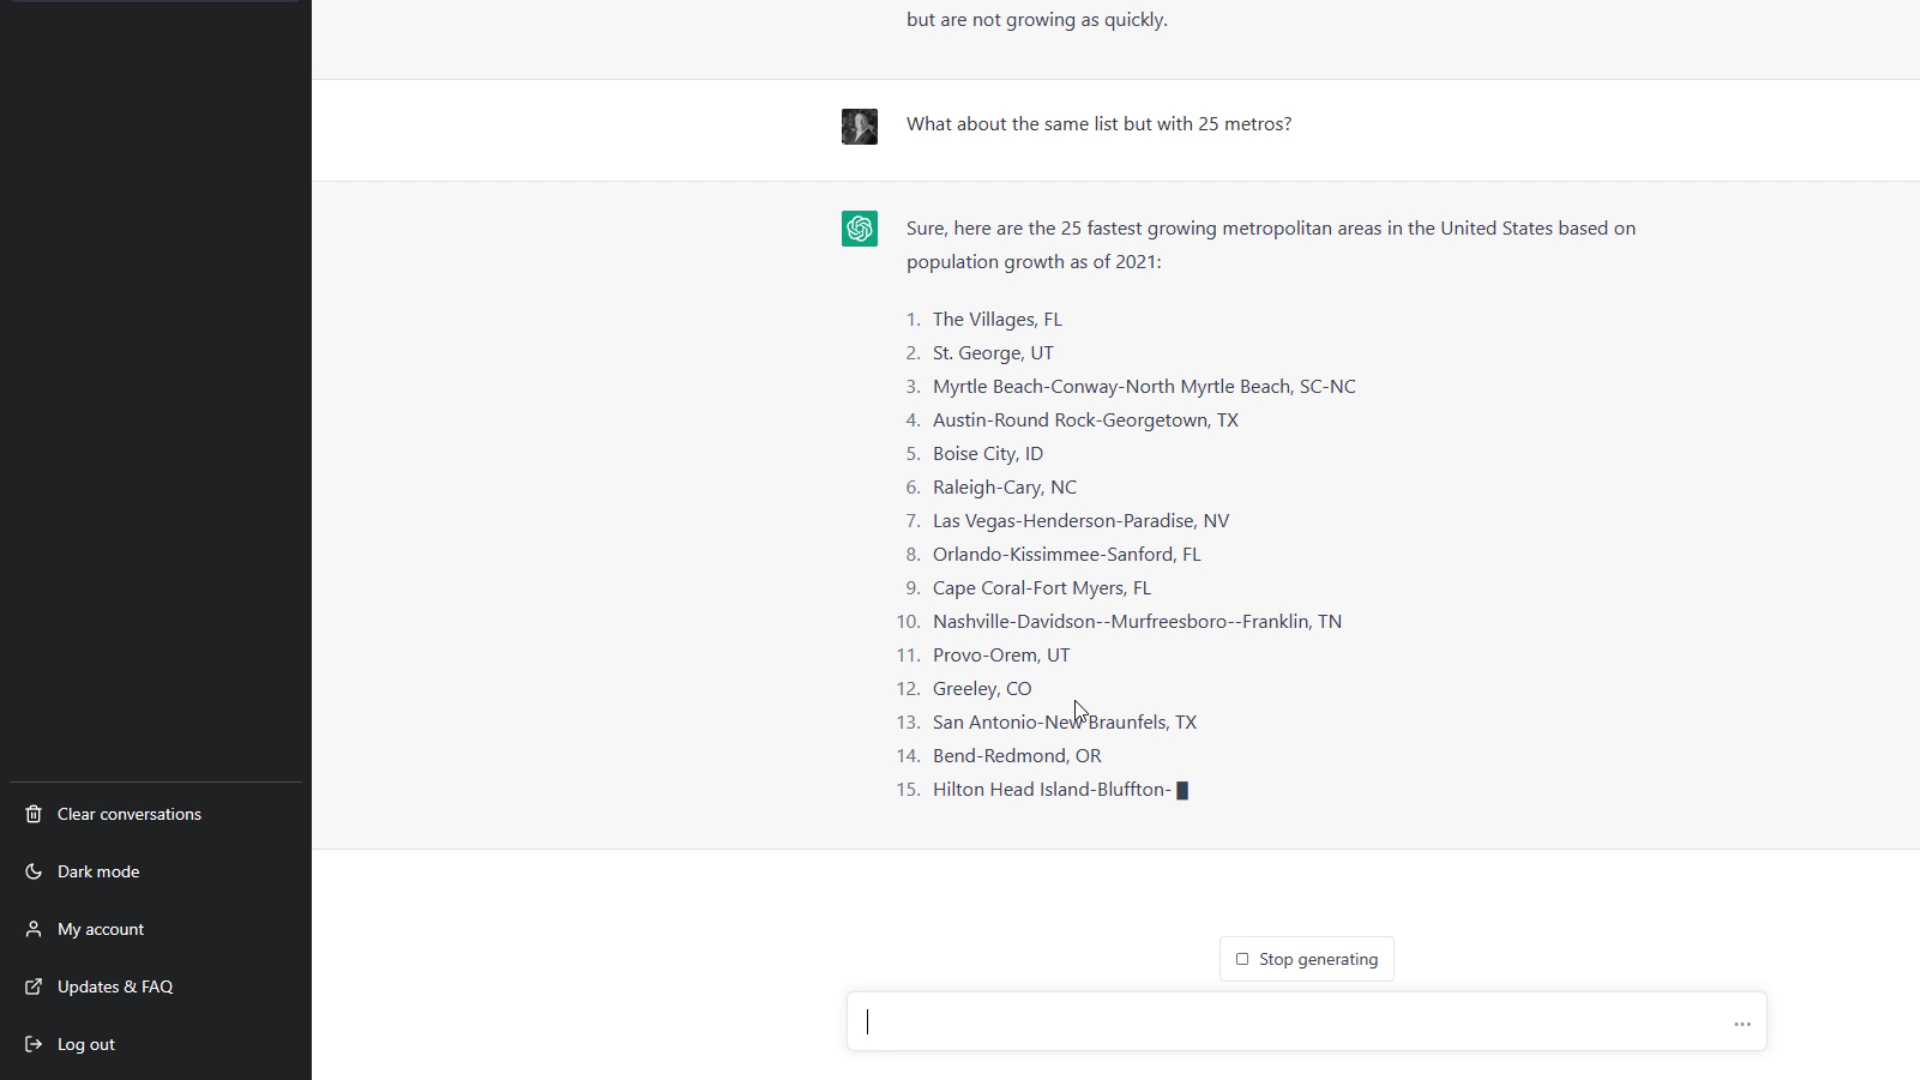 but are not growing as quickly.
What about the same list but with 25 metros?
Sure, here are the 25 fastest growing metropolitan areas in the United States based on
population growth as of 2021:
1. The Villages, FL
2. St. George, UT
3. Myrtle Beach-Conway-North Myrtle Beach, SC-NC
4. Austin-Round Rock-Georgetown, TX
5. Boise City, ID
6. Raleigh-Cary, NC
7. Las Vegas-Henderson-Paradise, NV
8. Orlando-Kissimmee-Sanford, FL
9. Cape Coral-Fort Myers, FL
10. Nashville-Davidson--Murfreesboro--Franklin, TN
11. Provo-Orem, UT
12. Greeley, CO
13. San Antonio-New Braunfels, TX
14. Bend-Redmond, OR
15. Hilton Head Island-Bluffton-
Clear conversations
Dark mode
My account
Updates & FAQ
Log out
Stop generating